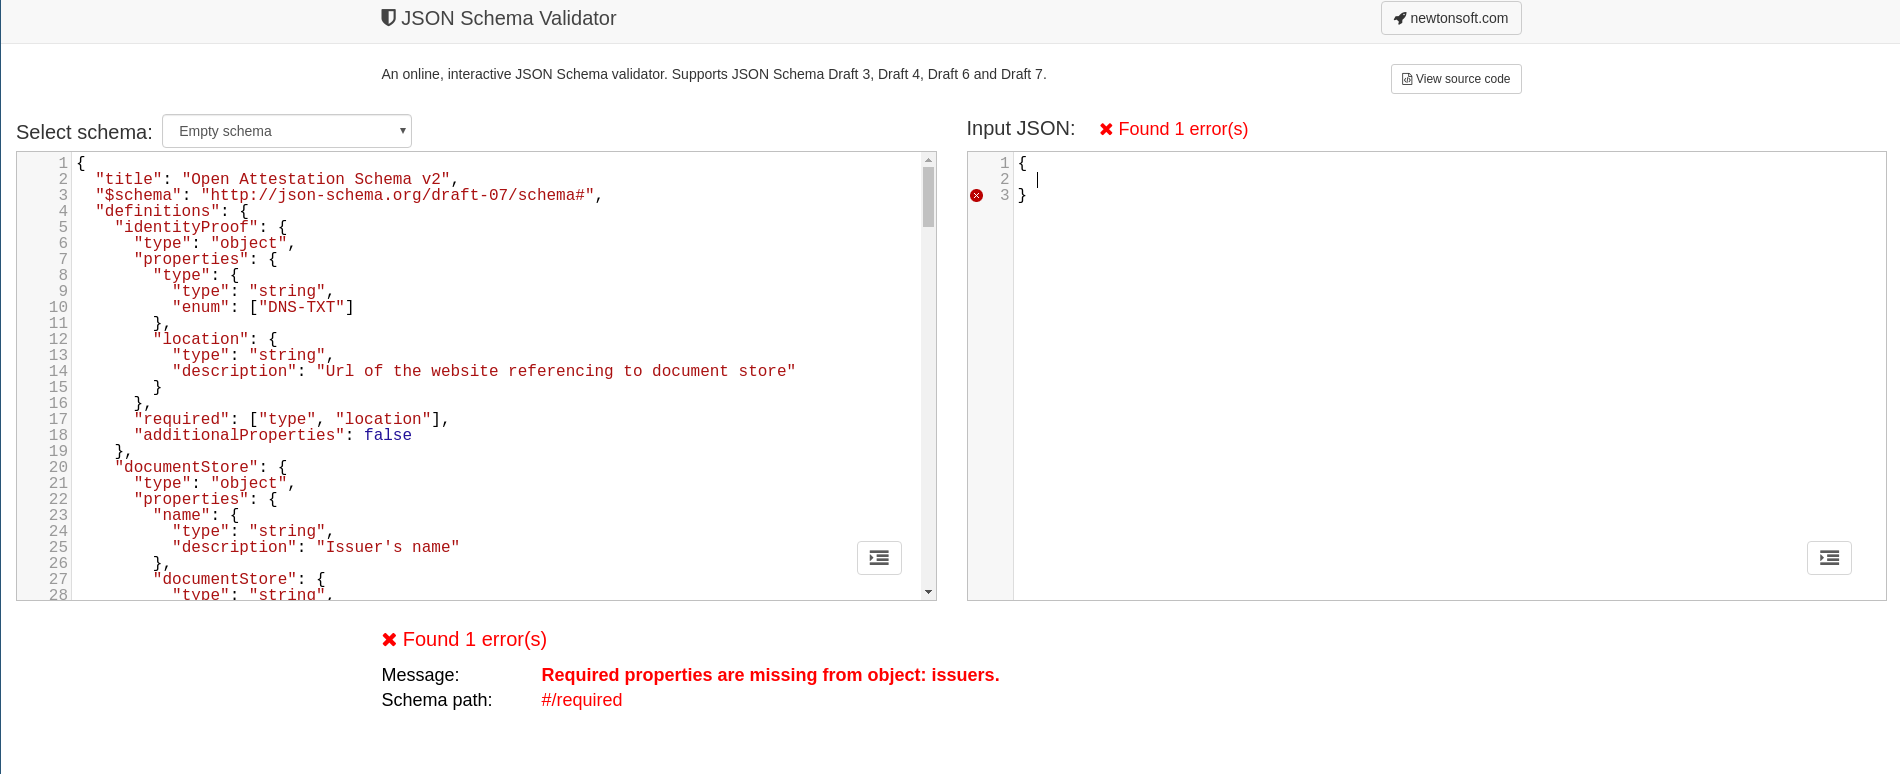 JSON Schema Validator
newtonsoft.com
An online, interactive JSON Schema validator. Supports JSON Schema Draft 3, Draft 4, Draft 6 and Draft 7.
View source code
Select schema: Empty schema
1 {
2 "title": "Open Attestation Schema v2",
3 "$schema": "http://json-schema.org/draft-07/schema#",
4 "definitions": {
5 "identityProof": {
6 "type": "object",
7 "properties": {
8 "type": {
9 "type": "string",
10 "enum": ["DNS-TXT"]
11 },
12 "location": {
13 "type": "string",
14 "description": "Url of the website referencing to document store"
15 }
16 },
17 "required": ["type", "location"],
18 "additionalProperties": false
19 },
20 "documentStore": {
21 "type": "object",
22 "properties": {
23 "name": {
24 "type": "string",
25 "description": "Issuer's name"
26 },
27 "documentStore": {
28 "type": "string",
Input JSON: Found 1 error(s)
1 {
2
3 }
Found 1 error(s)
Message: Required properties are missing from object: issuers.
Schema path: #/required